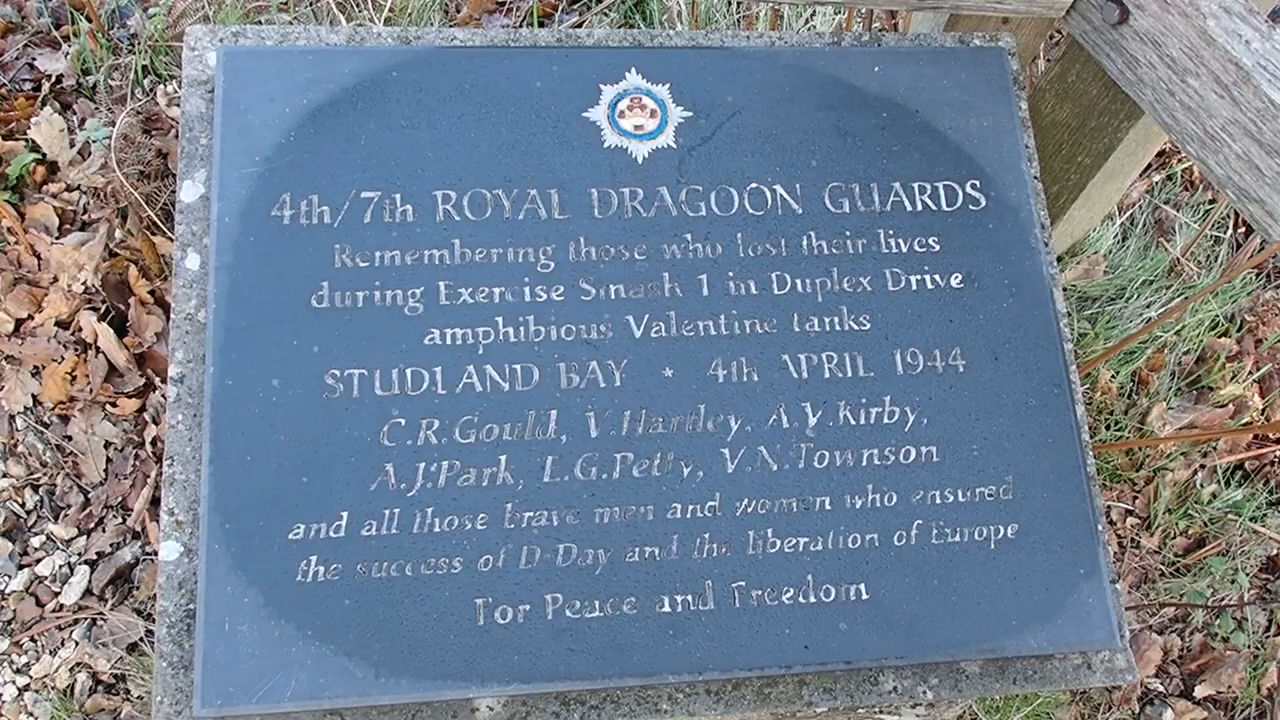 4th/7th ROYAL DRAGOON GUARDS
Remembering those who lost their lives
during Exercise Smash 1 in Duplex Drive
amphibious Valentine tanks
STUDLAND BAY * 4th APRIL 1944
C.R.Gould, V.Hartley, A.V.Kirby,
A.J.Park, L.G.Petty, V.N.Townson
and all those brave men and women who ensured
the success of D-Day and the liberation of Europe
For Peace and Freedom